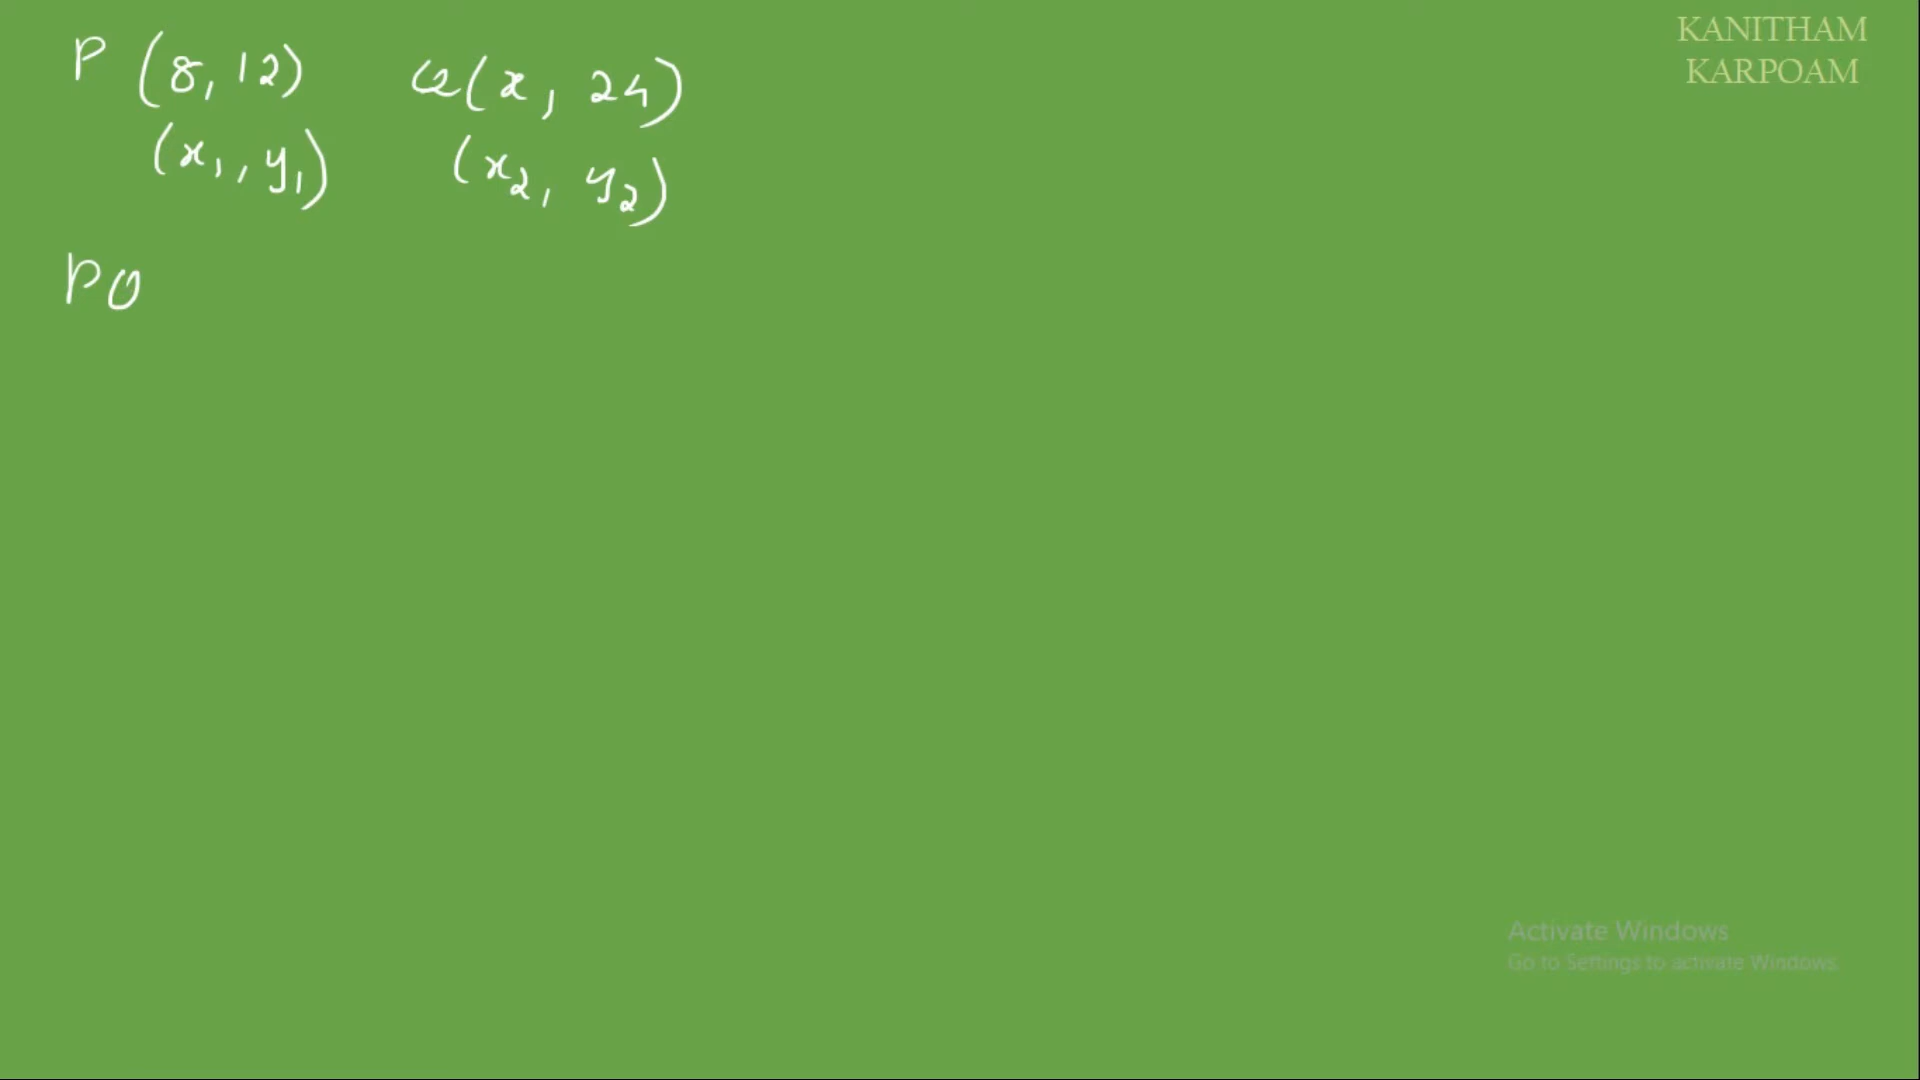 P (8, 12) Q(x, 24)
(x₁, y₁) (x₂, y₂)
PQ
KANITHAM
KARPOAM
Activate Windows
Go to Settings to activate Windows.